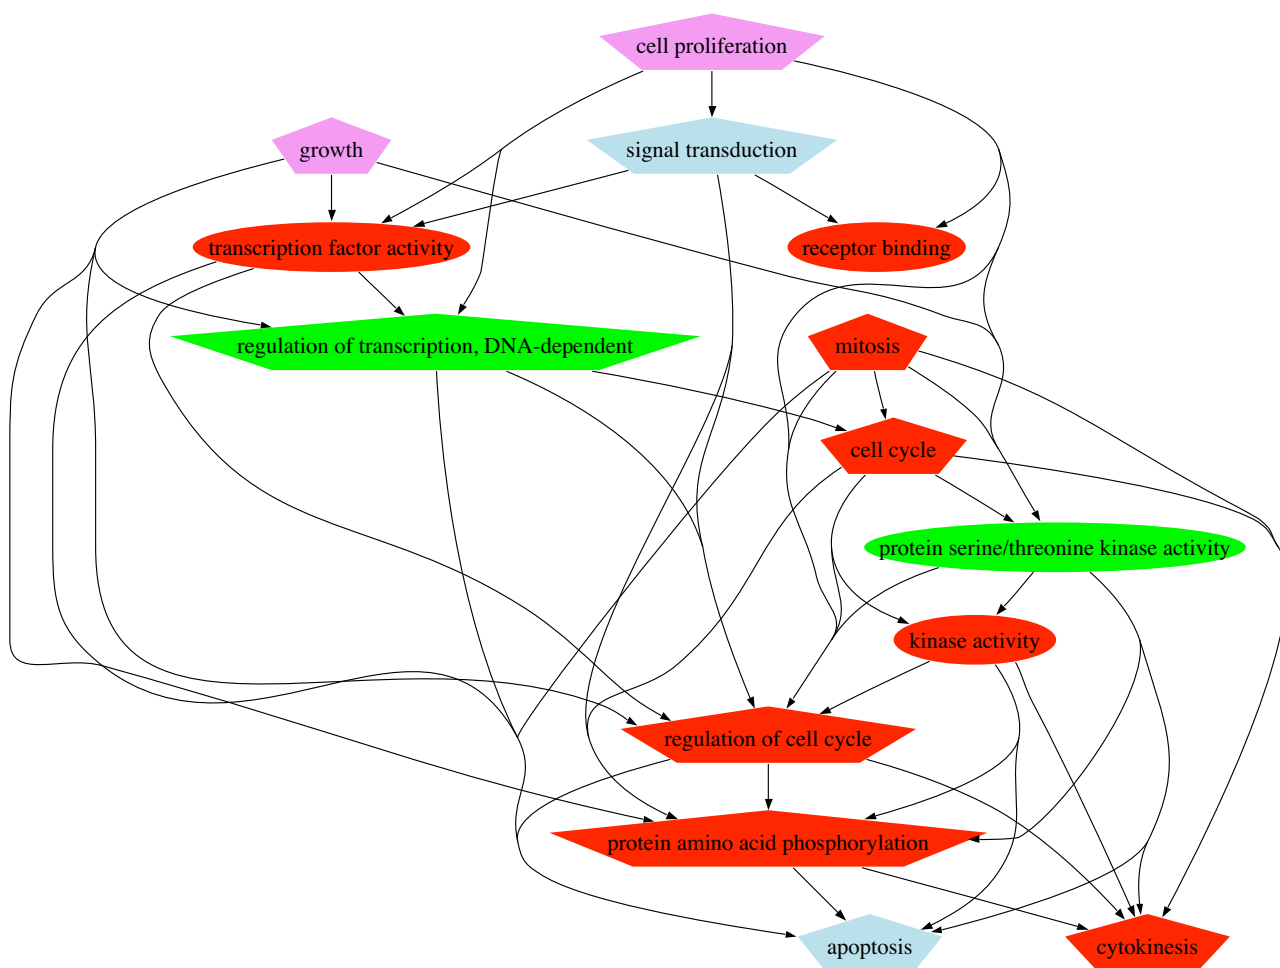 cell proliferation
growth
signal transduction
transcription factor activity
receptor binding
regulation of transcription, DNA-dependent
mitosis
cell cycle
protein serine/threonine kinase activity
kinase activity
regulation of cell cycle
protein amino acid phosphorylation
apoptosis
cytokinesis